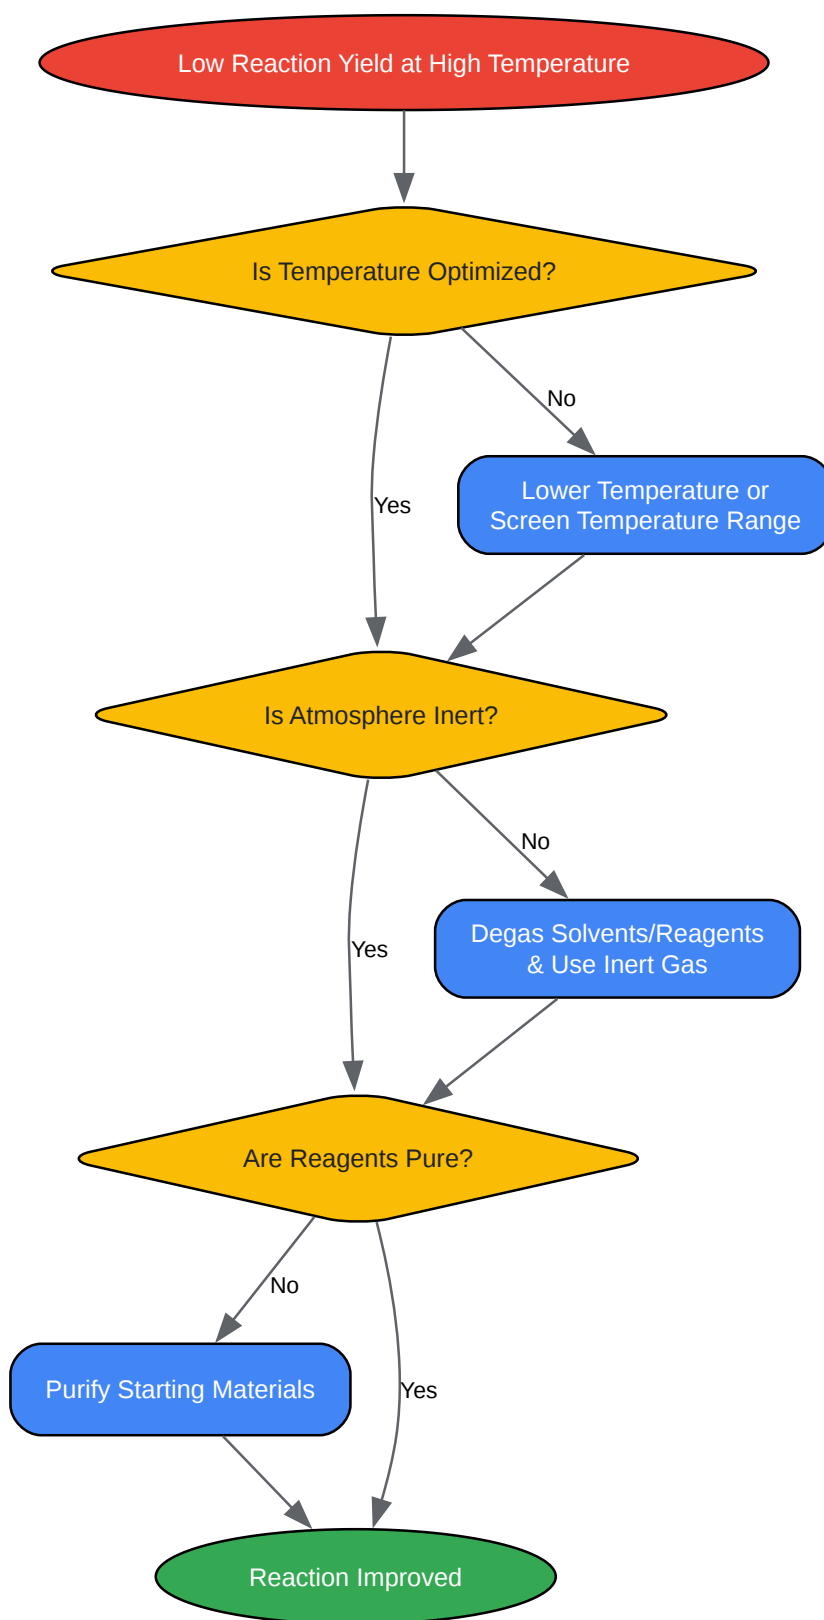 Low Reaction Yield at High Temperature
Is Temperature Optimized?
No
Lower Temperature or
Screen Temperature Range
Yes
Is Atmosphere Inert?
No
Degas Solvents/Reagents
& Use Inert Gas
Yes
Are Reagents Pure?
No
Purify Starting Materials
Yes
Reaction Improved